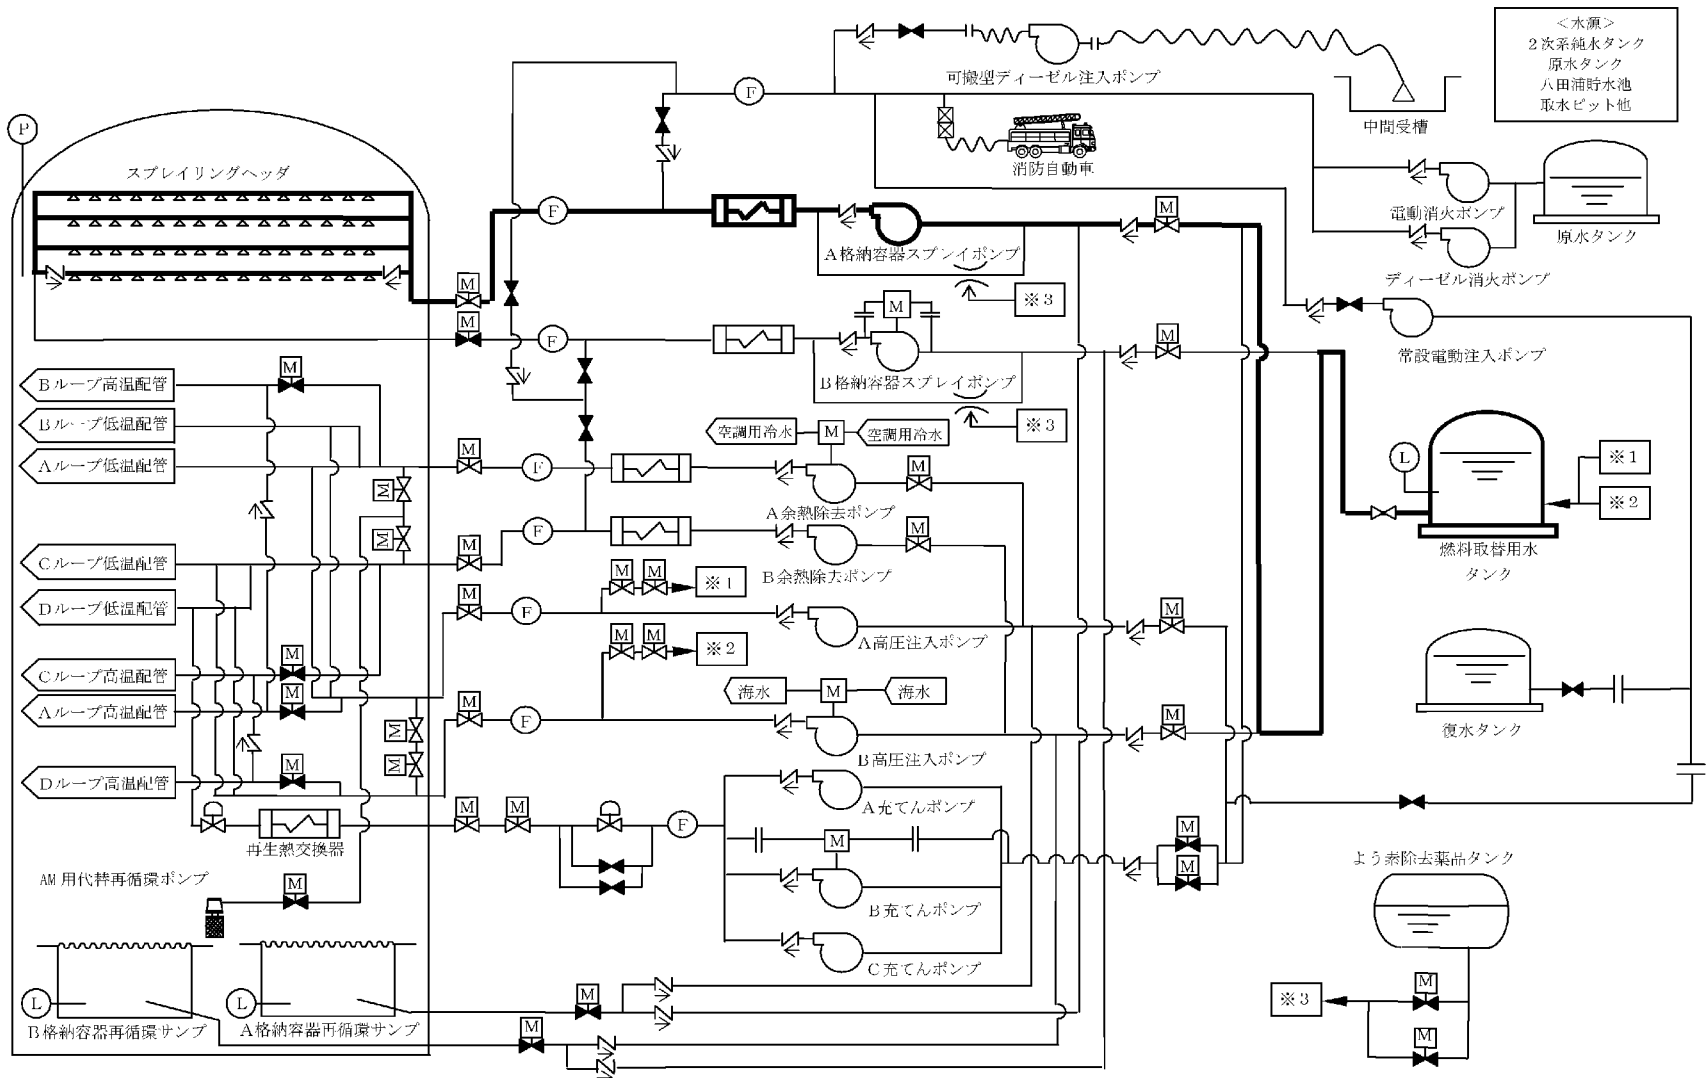 <水源>
2次系純水タンク
原水タンク
八田浦貯水池
取水ピット他
可搬型ディーゼル注入ポンプ
中間受槽
P
F
スプレイリングヘッダ
消防自動車
電動消火ポンプ
原水タンク
M
F
A格納容器スプレイポンプ
ディーゼル消火ポンプ
M
※3
M
M
F
M
常設電動注入ポンプ
Bループ高温配管
M
B格納容器スプレイポンプ
Bループ低温配管
※3
空調用冷水
M
空調用冷水
Aループ低温配管
M
F
M
L
※1
M
A余熱除去ポンプ
※2
M
F
M
燃料取替用水
タンク
Cループ低温配管
M
B余熱除去ポンプ
M
M
※1
Dループ低温配管
M
F
M
A高圧注入ポンプ
M
M
※2
Cループ高温配管
M
海水
M
海水
Aループ高温配管
M
M
F
M
復水タンク
M
B高圧注入ポンプ
Dループ高温配管
M
M
A充てんポンプ
M
M
F
M
M
再生熱交換器
よう素除去薬品タンク
AM用代替再循環ポンプ
M
M
B充てんポンプ
C充てんポンプ
L
L
M
M
※3
B格納容器再循環サンプ
A格納容器再循環サンプ
M
M